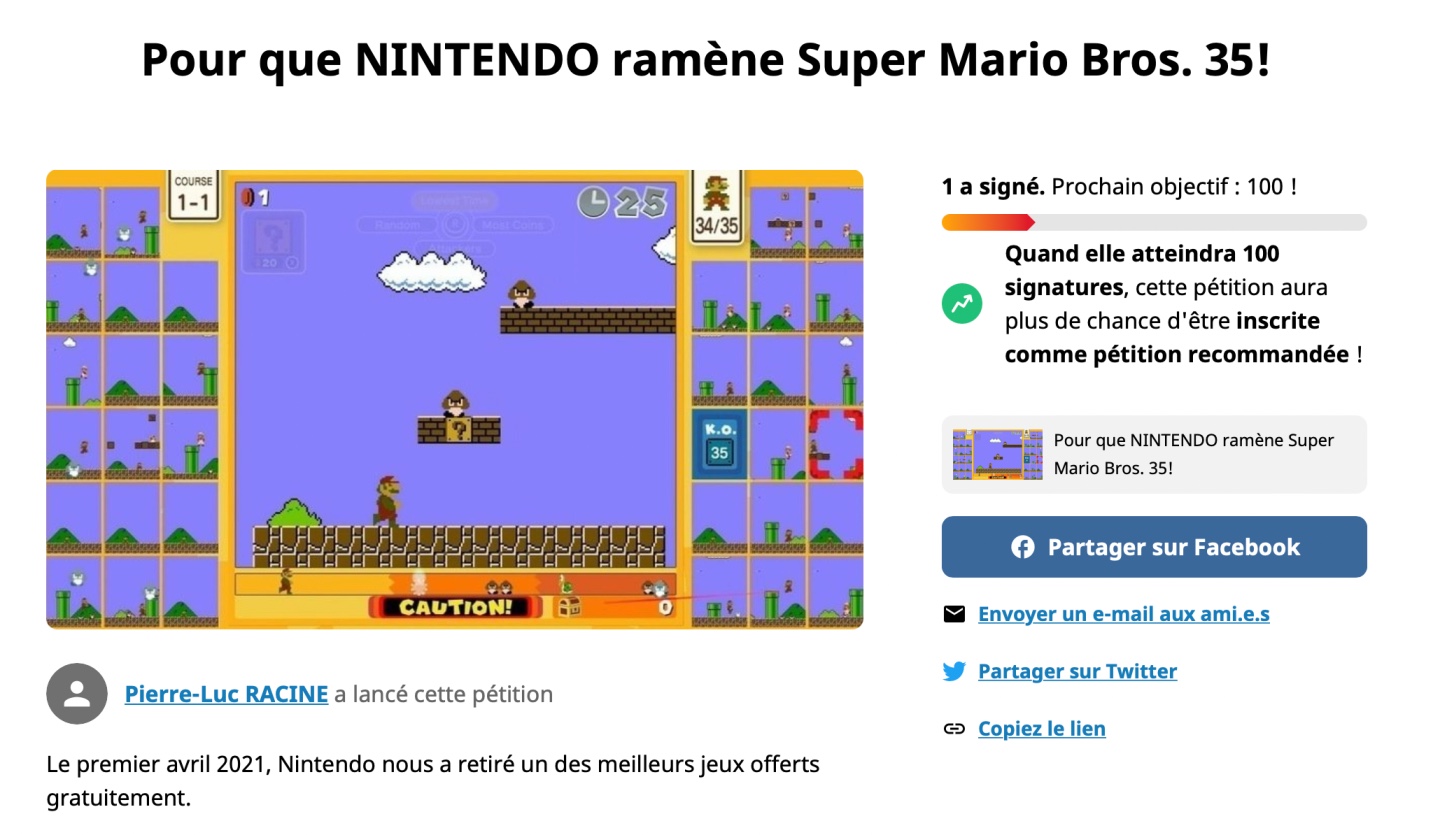 Pour que NINTENDO ramène Super Mario Bros. 35!
COURSE
1-1
1
25
34/35
Random
Most Coins
K.O.
35
CAUTION!
0
1 a signé. Prochain objectif : 100 !
Quand elle atteindra 100
signatures, cette pétition aura
plus de chance d'être inscrite
comme pétition recommandée !
Pour que NINTENDO ramène Super
Mario Bros. 35!
Partager sur Facebook
Envoyer un e-mail aux ami.e.s
Partager sur Twitter
Copiez le lien
Pierre-Luc RACINE a lancé cette pétition
Le premier avril 2021, Nintendo nous a retiré un des meilleurs jeux offerts
gratuitement.